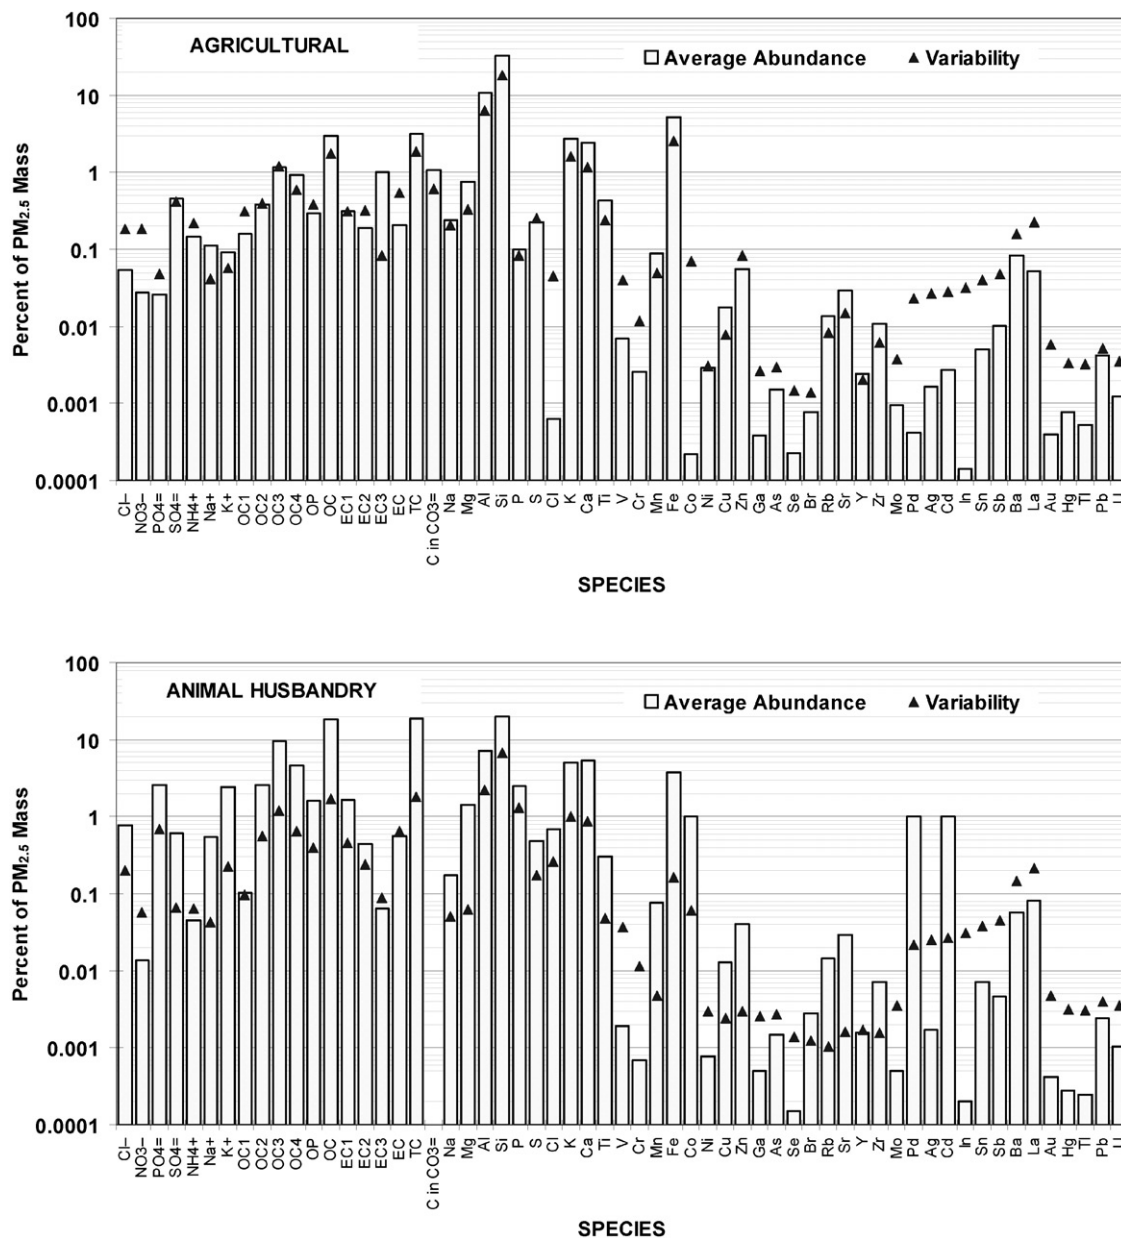 100
AGRICULTURAL
Average Abundance
Variability
10
1
0.1
0.01
0.001
0.0001
Percent of PM2.5 Mass
Cl–
NO3–
PO4=
SO4=
NH4+
Na+
K+
OC1
OC2
OC3
OC4
OP
OC
EC1
EC2
EC3
EC
TC
C in CO3=
Na
Mg
Al
Si
P
S
Cl
K
Ca
Ti
V
Cr
Mn
Fe
Co
Ni
Cu
Zn
Ga
As
Se
Br
Rb
Sr
Y
Zr
Mo
Pd
Ag
Cd
In
Sn
Sb
Ba
La
Au
Hg
Tl
Pb
SPECIES
100
ANIMAL HUSBANDRY
Average Abundance
Variability
10
1
0.1
0.01
0.001
0.0001
Percent of PM2.5 Mass
Cl–
NO3–
PO4=
SO4=
NH4+
Na+
K+
OC1
OC2
OC3
OC4
OP
OC
EC1
EC2
EC3
EC
TC
C in CO3=
Na
Mg
Al
Si
P
S
Cl
K
Ca
Ti
V
Cr
Mn
Fe
Co
Ni
Cu
Zn
Ga
As
Se
Br
Rb
Sr
Y
Zr
Mo
Pd
Ag
Cd
In
Sn
Sb
Ba
La
Au
Hg
Tl
Pb
SPECIES